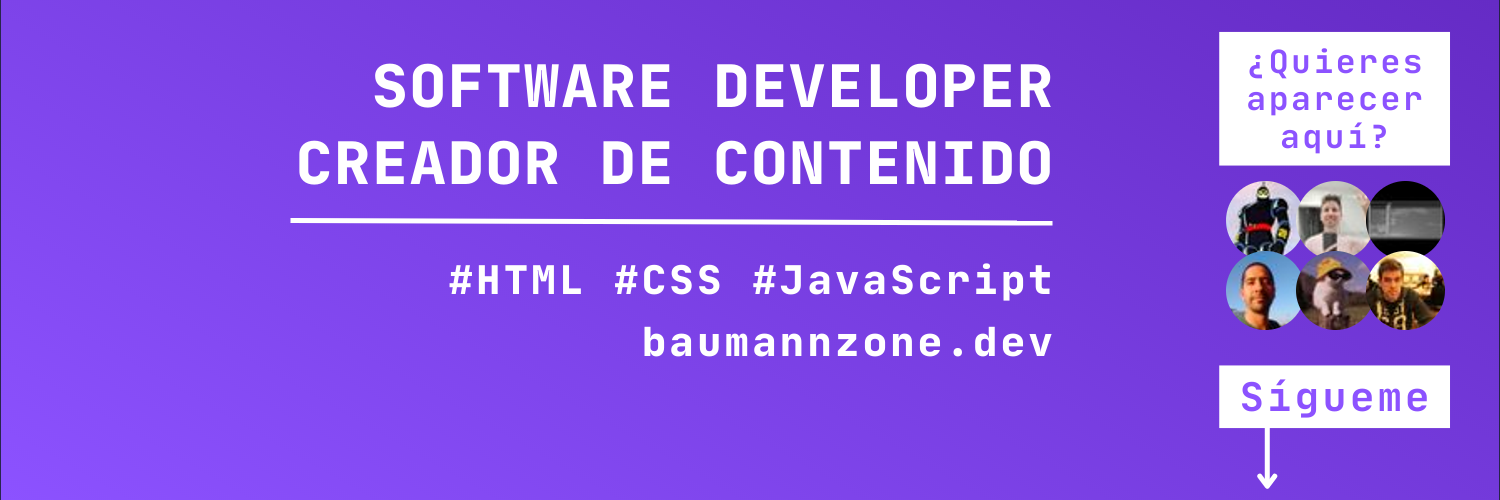 SOFTWARE DEVELOPER
CREADOR DE CONTENIDO
#HTML #CSS #JavaScript
baumannzone.dev
¿Quieres
aparecer
aquí?
Sígueme